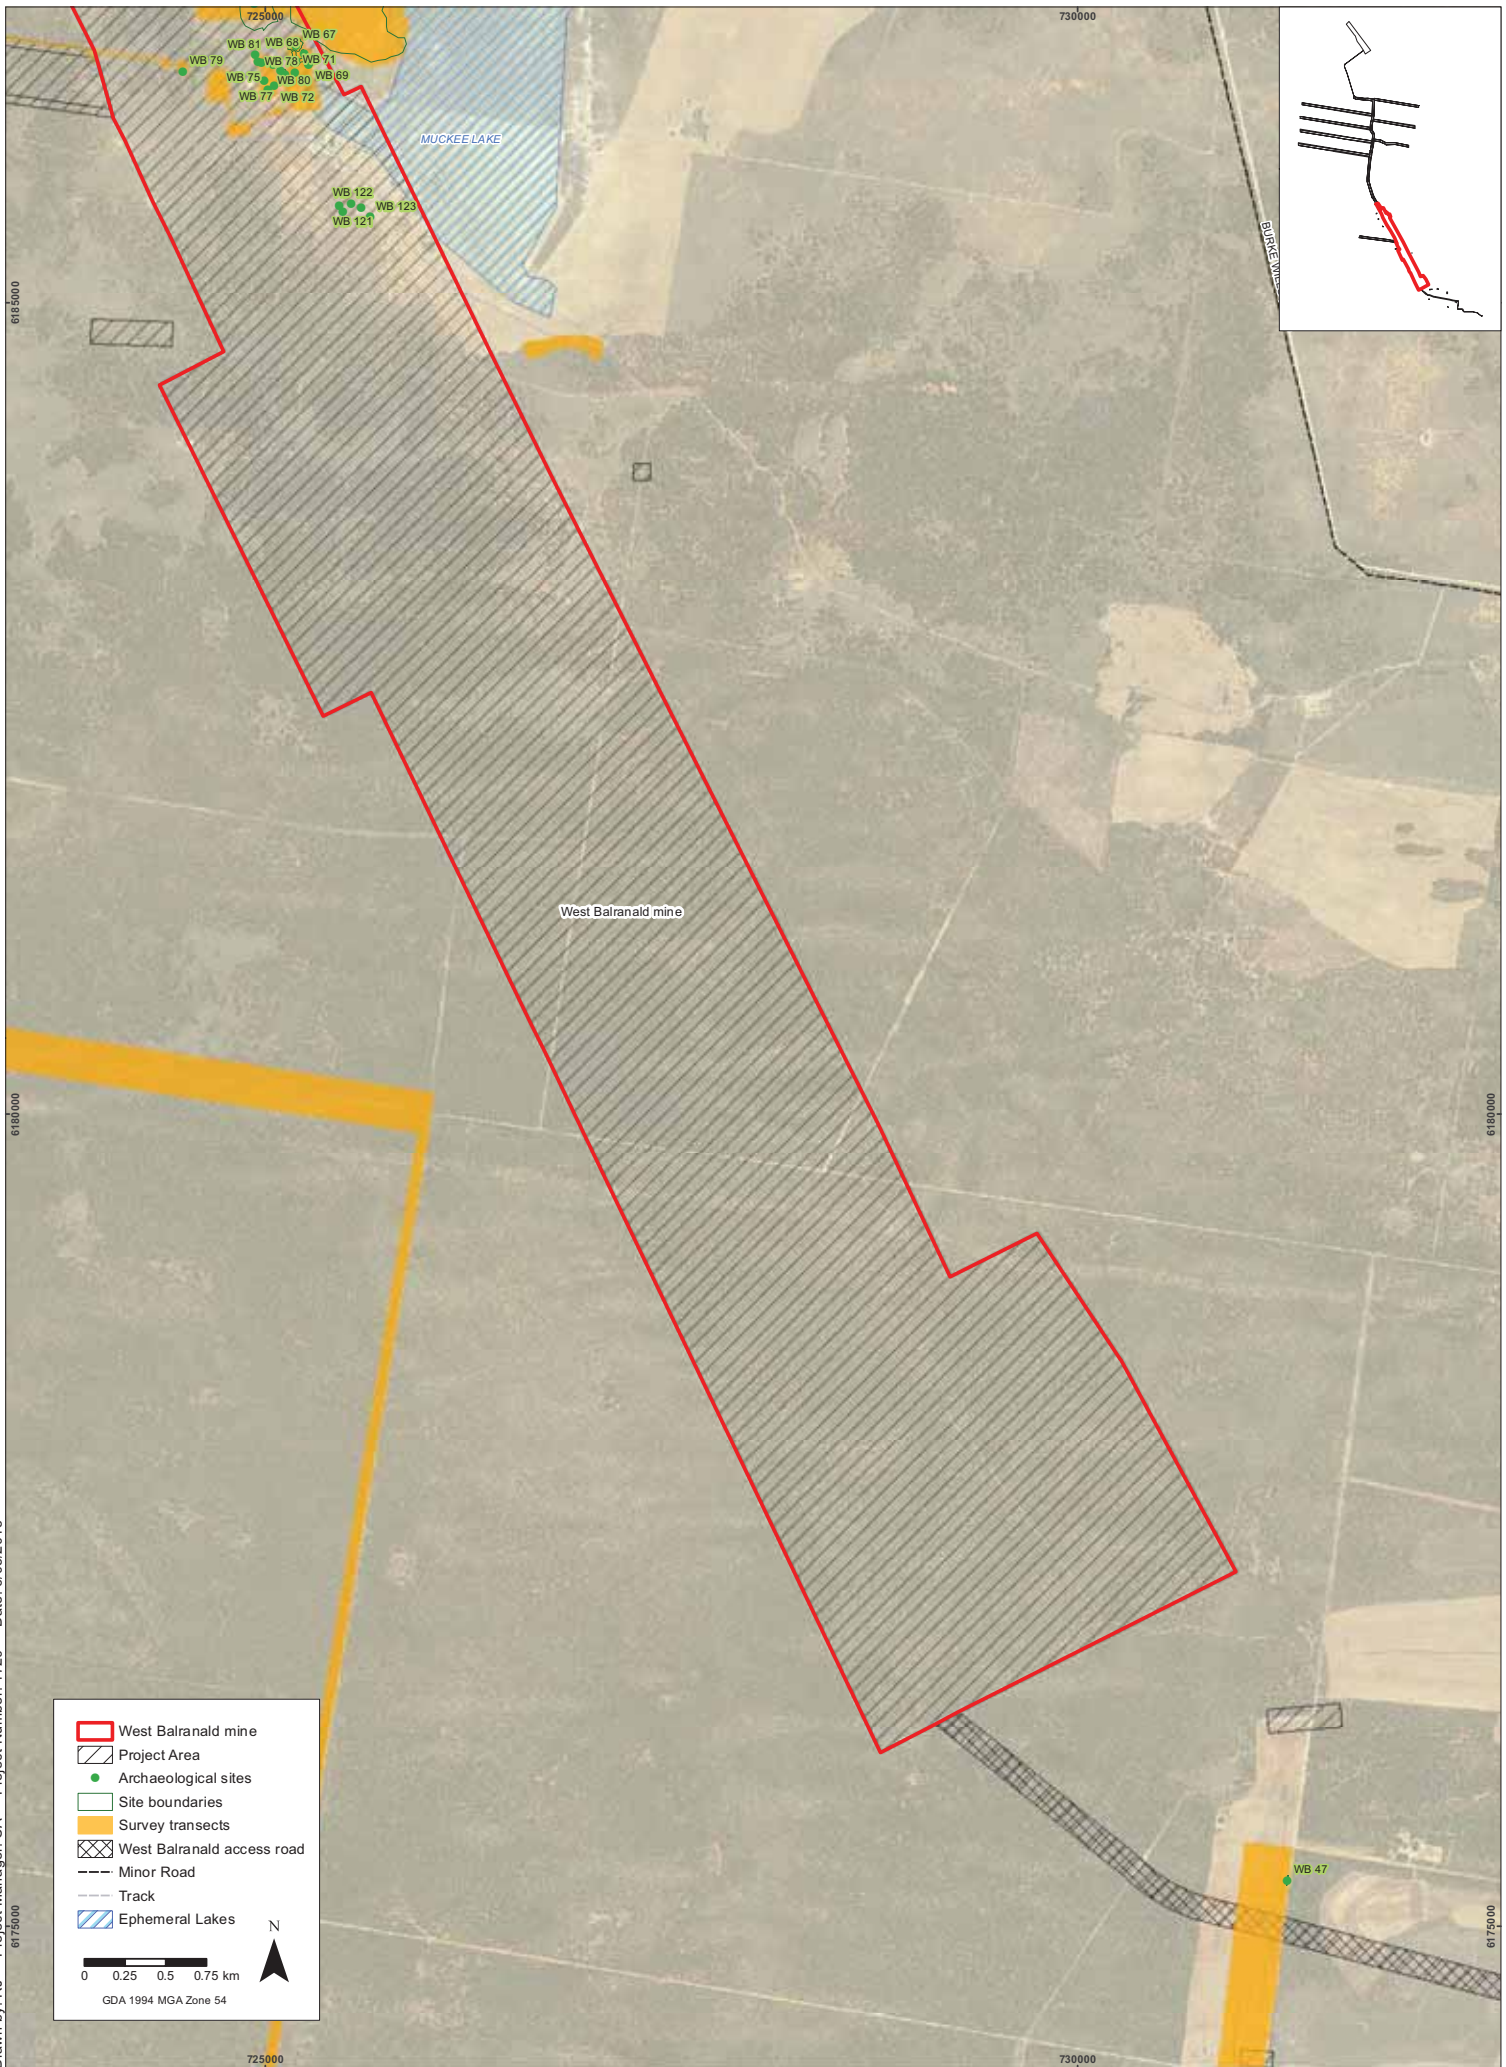 725000
730000
WB 67
WB 81
WB 68
WB 79
WB 78
WB 71
WB 75
WB 80
WB 69
WB 77
WB 72
MUCKEE LAKE
WB 122
WB 123
WB 121
BURKE
6185000
West Balranald mine
6180000
6180000
West Balranald mine
Project Area
Archaeological sites
Site boundaries
Survey transects
West Balranald access road
Minor Road
Track
Ephemeral Lakes
N
0 0.25 0.5 0.75 km
GDA 1994 MGA Zone 54
WB 47
6175000
6175000
725000
730000